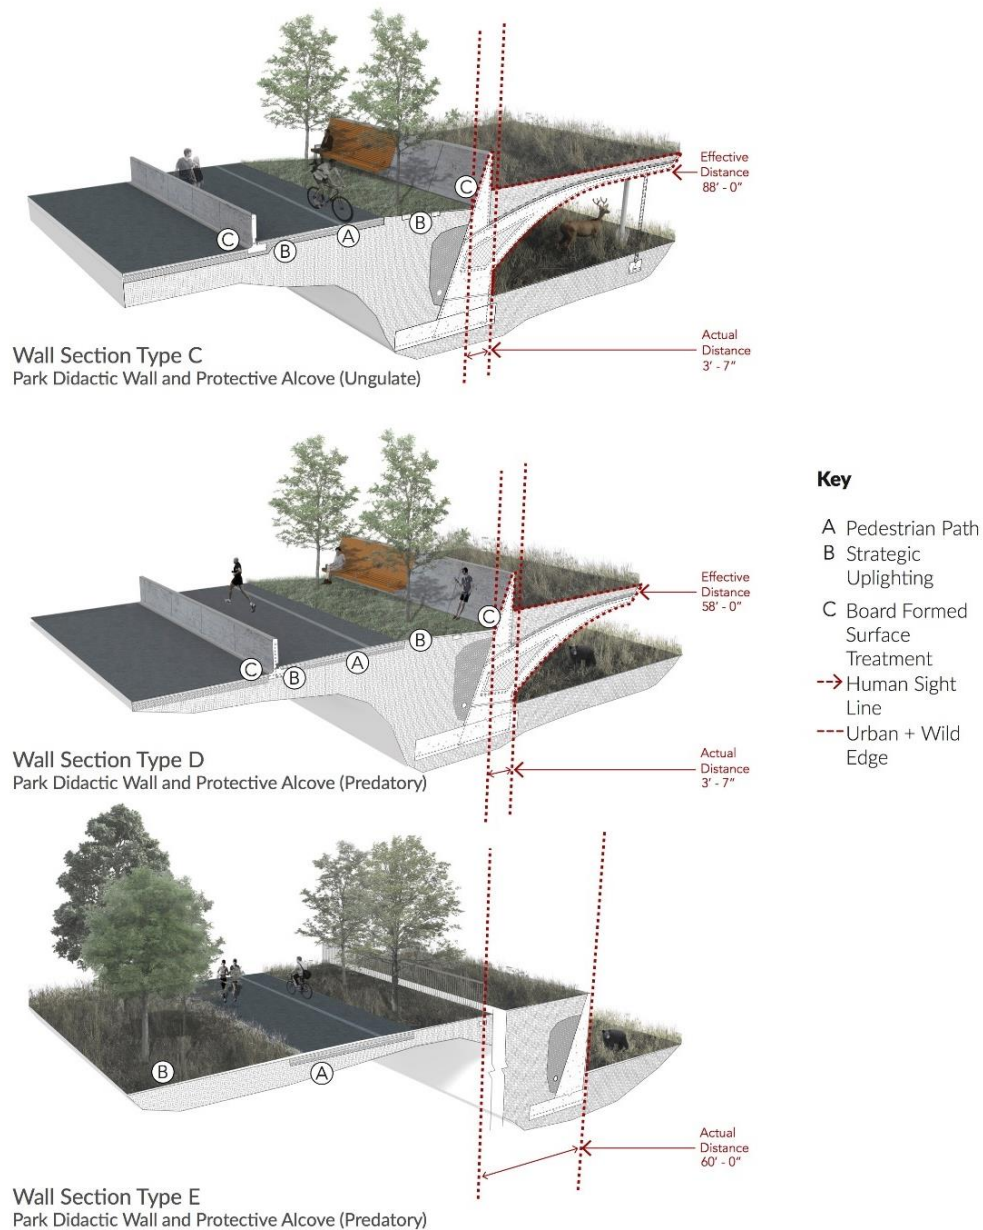 Effective
Distance
88' - 0"
C
B
A
B
C
Actual
Distance
3' - 7"
Wall Section Type C
Park Didactic Wall and Protective Alcove (Ungulate)
Effective
Distance
58' - 0"
C
B
A
B
C
Actual
Distance
3' - 7"
Wall Section Type D
Park Didactic Wall and Protective Alcove (Predatory)
Key
A Pedestrian Path
B Strategic
Uplighting
C Board Formed
Surface
Treatment
Human Sight
Line
Urban + Wild
Edge
B
A
Actual
Distance
60' - 0"
Wall Section Type E
Park Didactic Wall and Protective Alcove (Predatory)